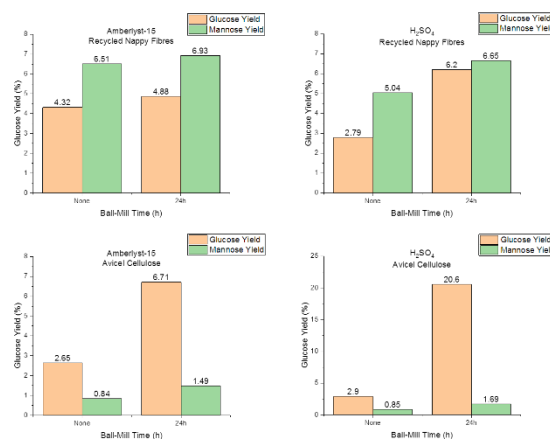 Amberlyst-15
Recycled Nappy Fibres
Glucose Yield
Mannose Yield
Glucose Yield (%)
8
7
6
5
4
3
2
1
0
4.32
6.51
4.88
6.93
None
24h
Ball-Mill Time (h)
H₂SO₄
Recycled Nappy Fibres
Glucose Yield
Mannose Yield
Glucose Yield (%)
8
7
6
5
4
3
2
1
0
2.79
5.04
6.2
6.65
None
24h
Ball-Mill Time (h)
Amberlyst-15
Avicel Cellulose
Glucose Yield
Mannose Yield
Glucose Yield (%)
8
7
6
5
4
3
2
1
0
2.65
0.84
6.71
1.49
None
24h
Ball-Mill Time (h)
H₂SO₄
Avicel Cellulose
Glucose Yield
Mannose Yield
Glucose Yield (%)
25
20
15
10
5
0
2.9
0.85
20.6
1.69
None
24h
Ball-Mill Time (h)